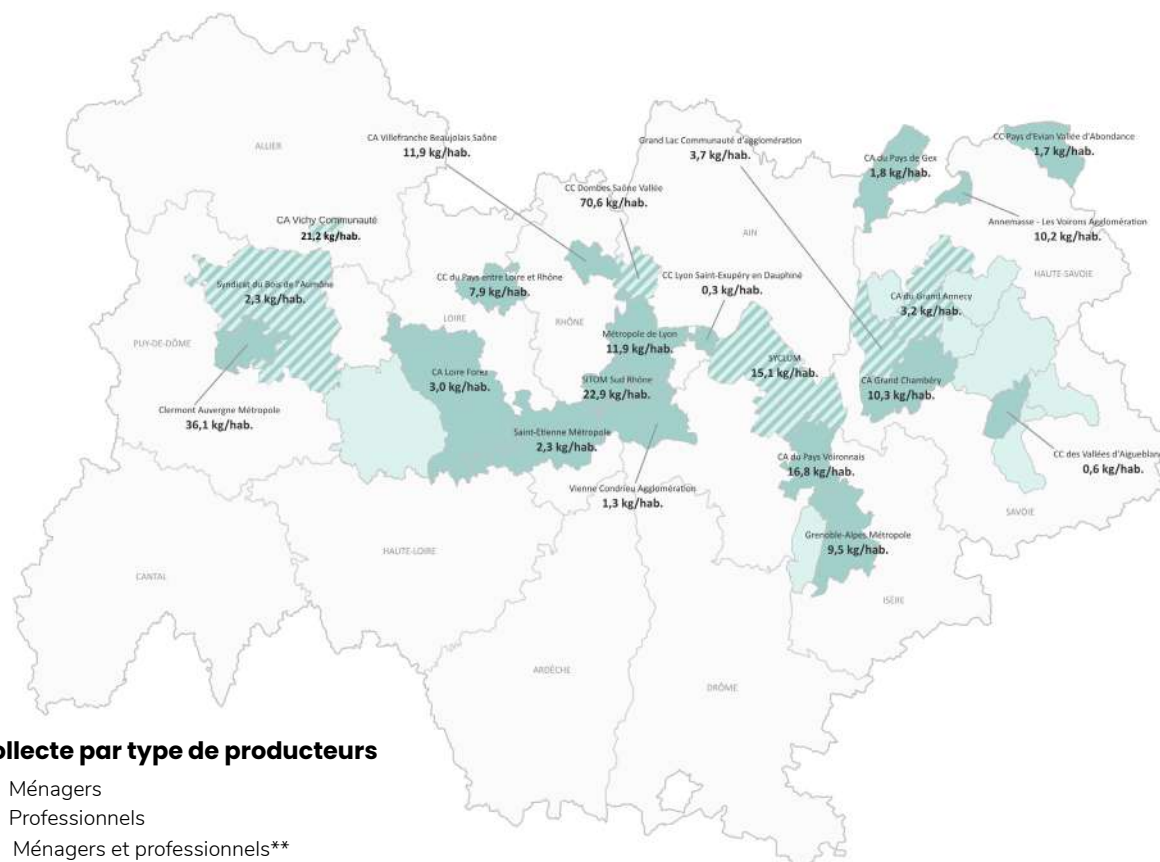 CA Villefranche Beaujolais Saône
11,9 kg/hab.
Grand Lac Communauté d'agglomération
3,7 kg/hab.
CC Pays d'Evian Vallée d'Abondance
1,7 kg/hab.
CA du Pays de Gex
1,8 kg/hab.
ALLIER
CC Dombes Saône Vallée
70,6 kg/hab.
Annemasse - Les Voirons Agglomération
10,2 kg/hab.
CA Vichy Communauté
21,2 kg/hab.
AIN
HAUTE-SAVOIE
CC du Pays entre Loire et Rhône
7,9 kg/hab.
CC Lyon Saint-Exupéry en Dauphiné
0,3 kg/hab.
Syndicat du Bois de l'Aumône
2,3 kg/hab.
CA du Grand Annecy
3,2 kg/hab.
LOIRE
RHÔNE
PUY-DE-DÔME
Métropole de Lyon
11,9 kg/hab.
SYCLUM
15,1 kg/hab.
CA Loire Forez
3,0 kg/hab.
SITOM Sud Rhône
22,9 kg/hab.
CA Grand Chambéry
10,3 kg/hab.
Clermont Auvergne Métropole
36,1 kg/hab.
Saint-Etienne Métropole
2,3 kg/hab.
CC des Vallées d'Aigueblanc
0,6 kg/hab.
CA du Pays Voironnais
16,8 kg/hab.
Vienne Condrieu Agglomération
1,3 kg/hab.
SAVOIE
Grenoble-Alpes Métropole
9,5 kg/hab.
HAUTE-LOIRE
CANTAL
ISÈRE
ARDÈCHE
DRÔME
ollecte par type de producteurs
Ménagers
Professionnels
Ménagers et professionnels**